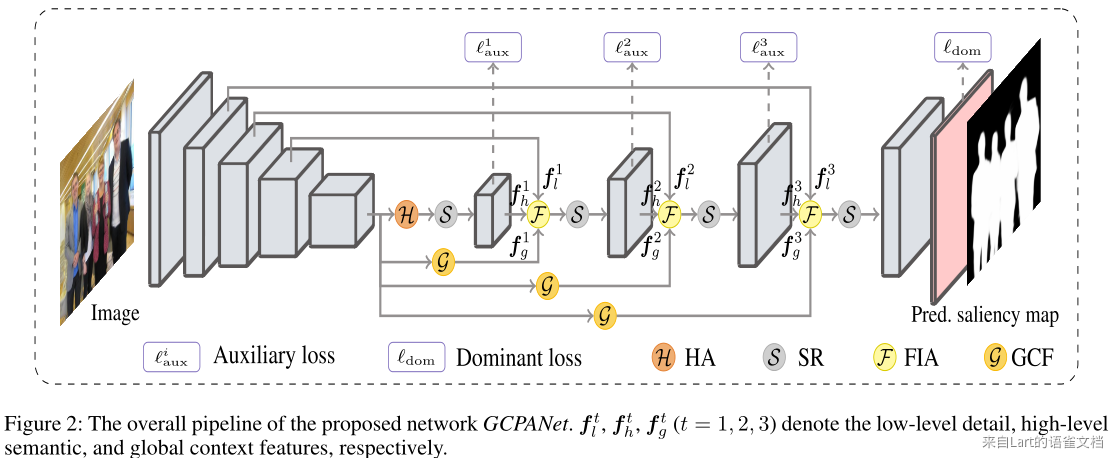 ℓ¹aux ℓ²aux ℓ³aux ℓdom
f¹l f²l f³l
f¹h f²h f³h
H S F S F S F S
f¹g f²g f³g
G
G
G
Image
Pred. saliency map
ℓⁱaux Auxiliary loss ℓdom Dominant loss H HA S SR F FIA G GCF
Figure 2: The overall pipeline of the proposed network GCPANet. fᵗl, fᵗh, fᵗg (t = 1, 2, 3) denote the low-level detail, high-level
semantic, and global context features, respectively.
来自Lart的语雀文档